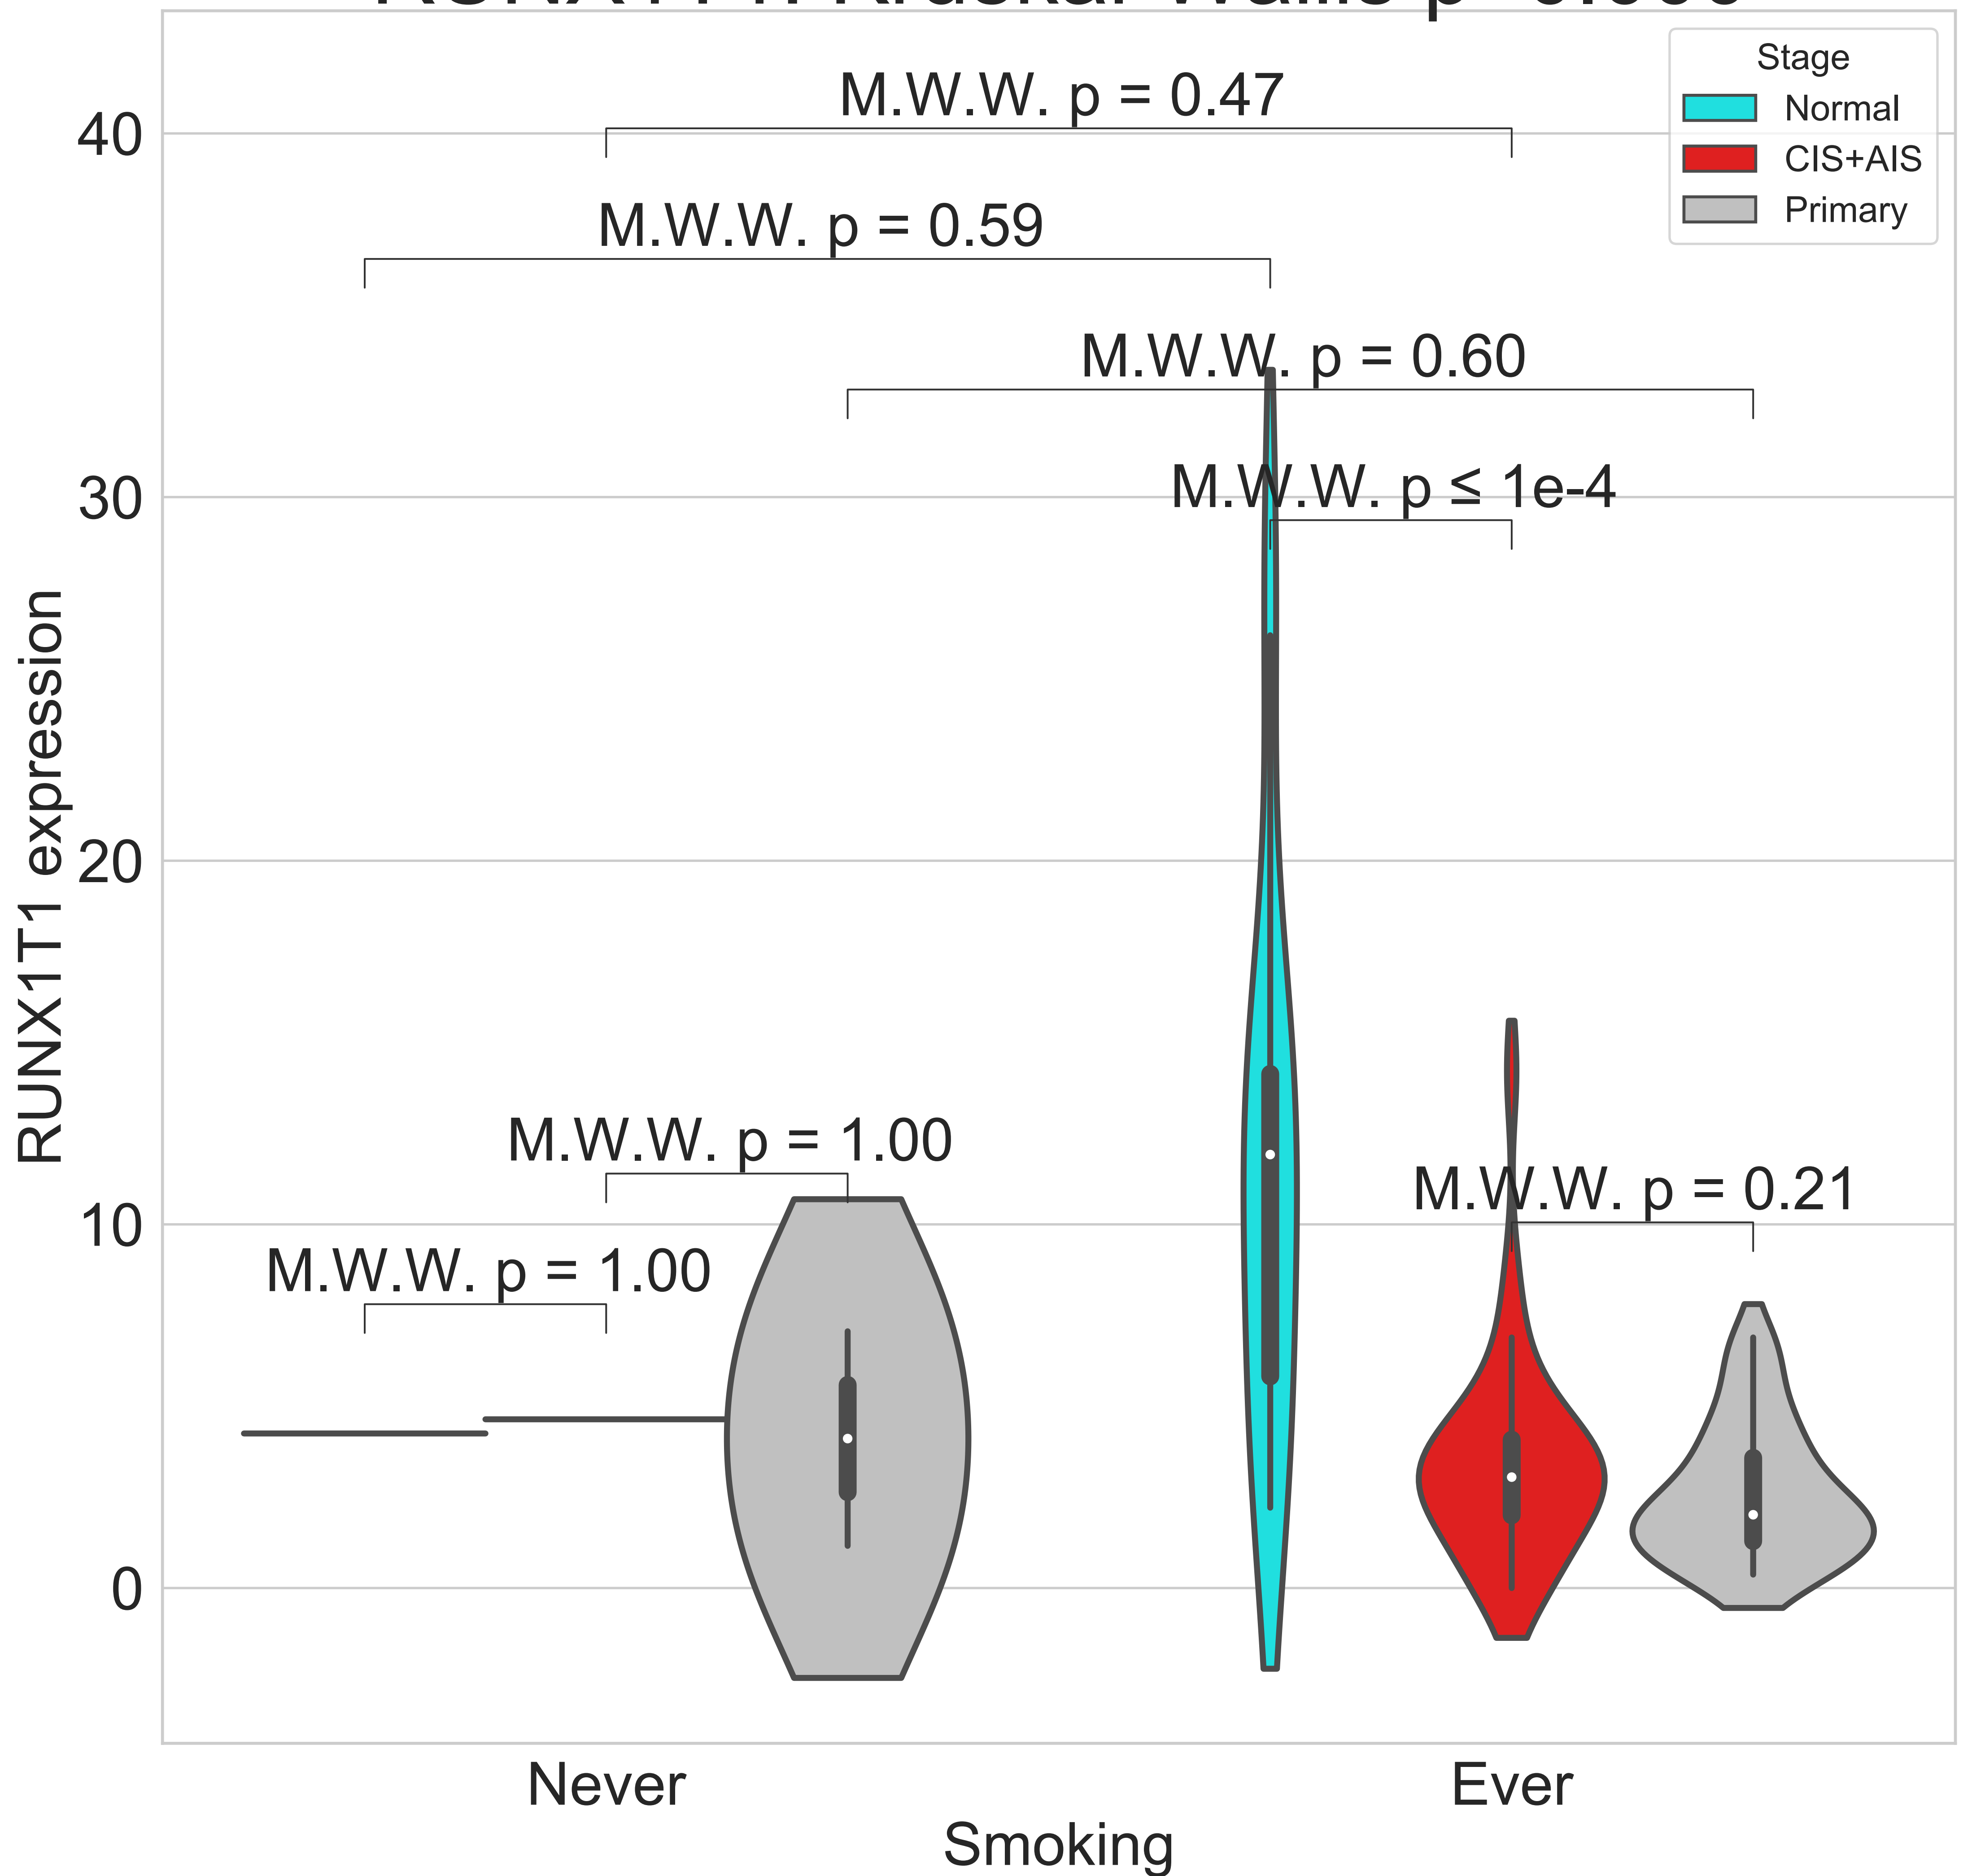 Stage
Normal
CIS+AIS
Primary
M.W.W. p = 0.47
M.W.W. p = 0.59
M.W.W. p = 0.60
M.W.W. p ≤ 1e-4
M.W.W. p = 1.00
M.W.W. p = 0.21
M.W.W. p = 1.00
40
30
20
10
0
RUNX1T1 expression
Never
Ever
Smoking